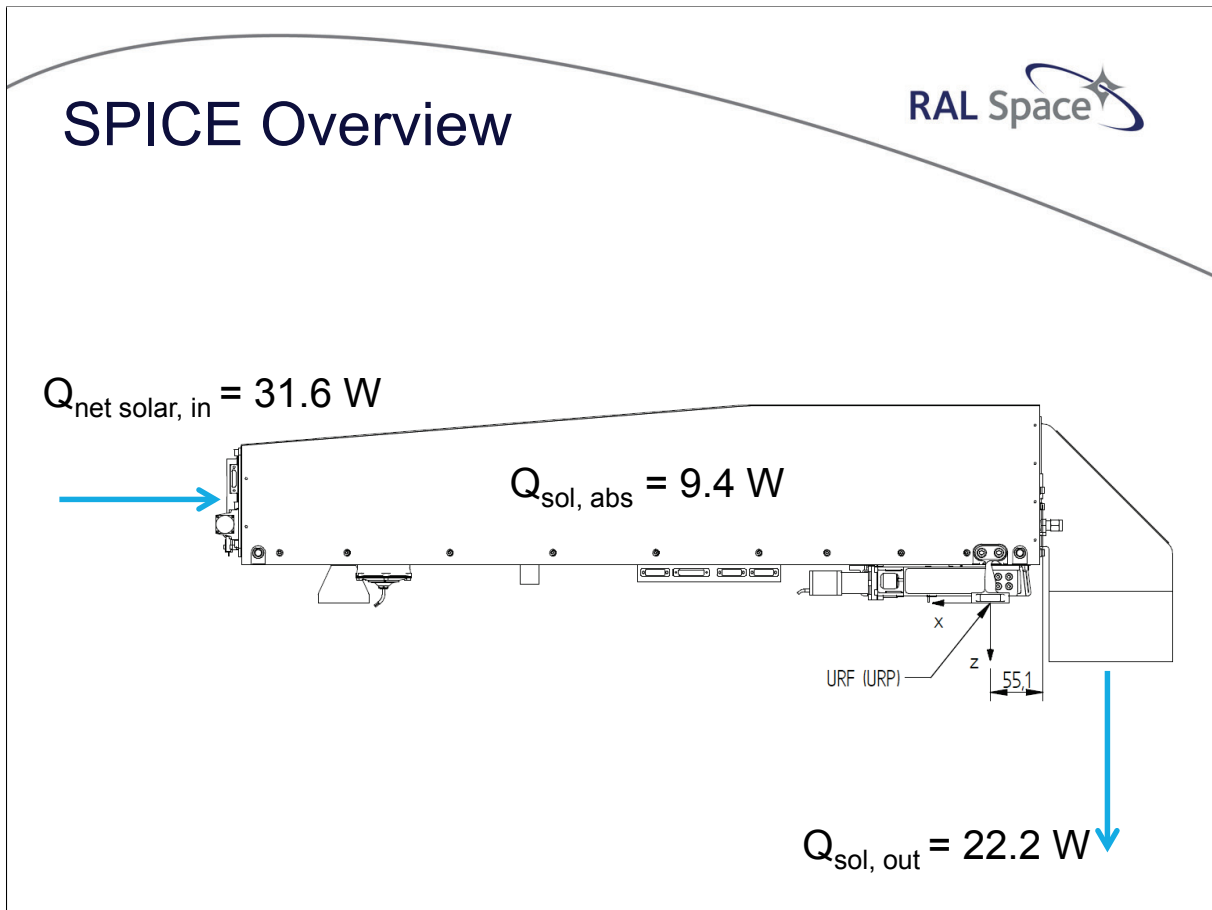 RAL Space
SPICE Overview
Qnet solar, in = 31.6 W
Qsol, abs = 9.4 W
x
z
URF (URP)
55,1
Qsol, out = 22.2 W